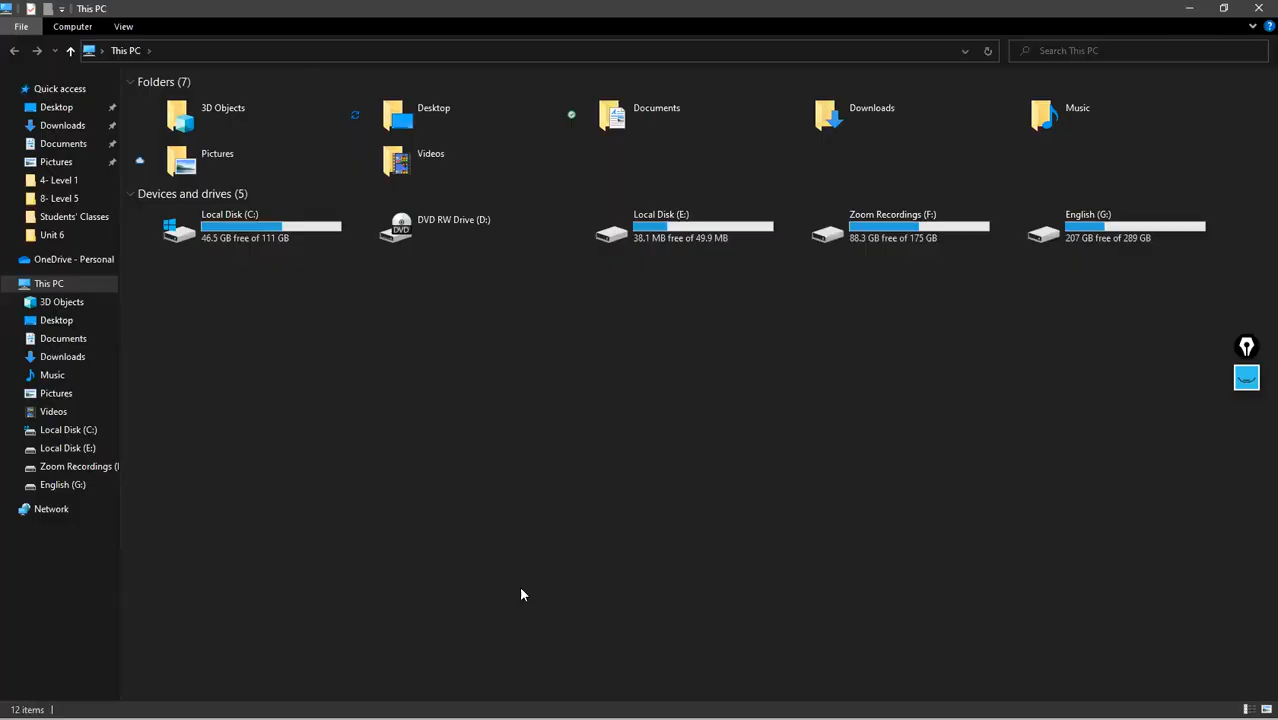 This PC
File
Computer
View
This PC
Search This PC
Quick access
Desktop
Downloads
Documents
Pictures
4- Level 1
8- Level 5
Students' Classes
Unit 6
OneDrive - Personal
This PC
3D Objects
Desktop
Documents
Downloads
Music
Pictures
Videos
Local Disk (C:)
Local Disk (E:)
Zoom Recordings (
English (G:)
Network
Folders (7)
3D Objects
Desktop
Documents
Downloads
Music
Pictures
Videos
Devices and drives (5)
Local Disk (C:)
46.5 GB free of 111 GB
DVD
DVD RW Drive (D:)
Local Disk (E:)
38.1 MB free of 49.9 MB
Zoom Recordings (F:)
88.3 GB free of 175 GB
English (G:)
207 GB free of 289 GB
12 items